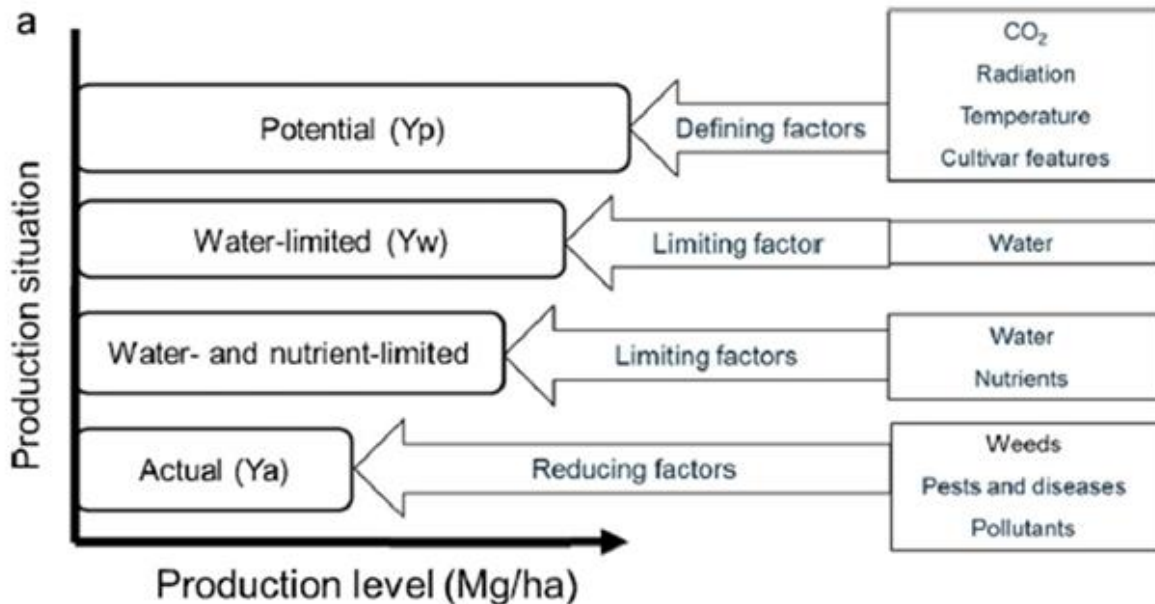 a
Production situation
Potential (Yp)
Defining factors
CO₂
Radiation
Temperature
Cultivar features
Water-limited (Yw)
Limiting factor
Water
Water- and nutrient-limited
Limiting factors
Water
Nutrients
Actual (Ya)
Reducing factors
Weeds
Pests and diseases
Pollutants
Production level (Mg/ha)